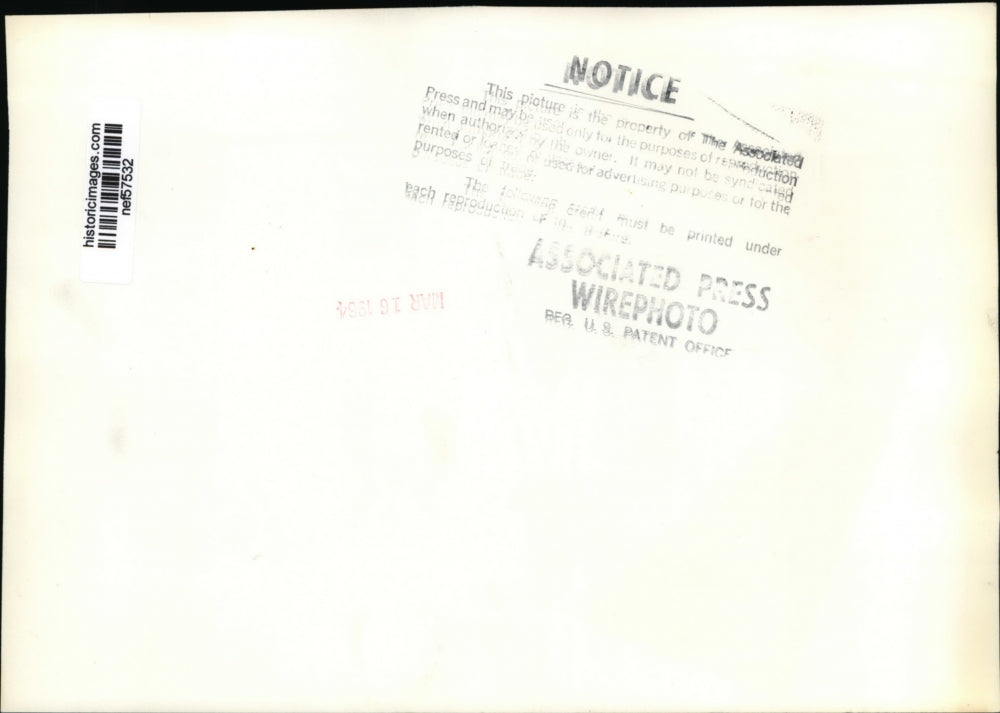 NOTICE
This picture is the property of The Associated
Press and may be used only for the purposes of reproduction
when authorized by the owner. It may not be syndicated
rented or loaned or used for advertising purposes or for the
purposes of trade.
The following credit must be printed under
each reproduction of
ASSOCIATED PRESS
WIREPHOTO
REG. U. S. PATENT OFFICE
MAR 16 1964
historicimages.com
nef57532